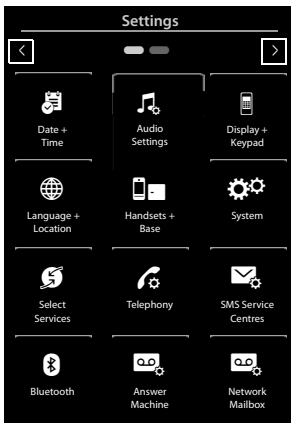 Settings
Date +
Time
Audio
Settings
Display +
Keypad
Language +
Location
Handsets +
Base
System
Select
Services
Telephony
SMS Service
Centres
Bluetooth
Answer
Machine
Network
Mailbox